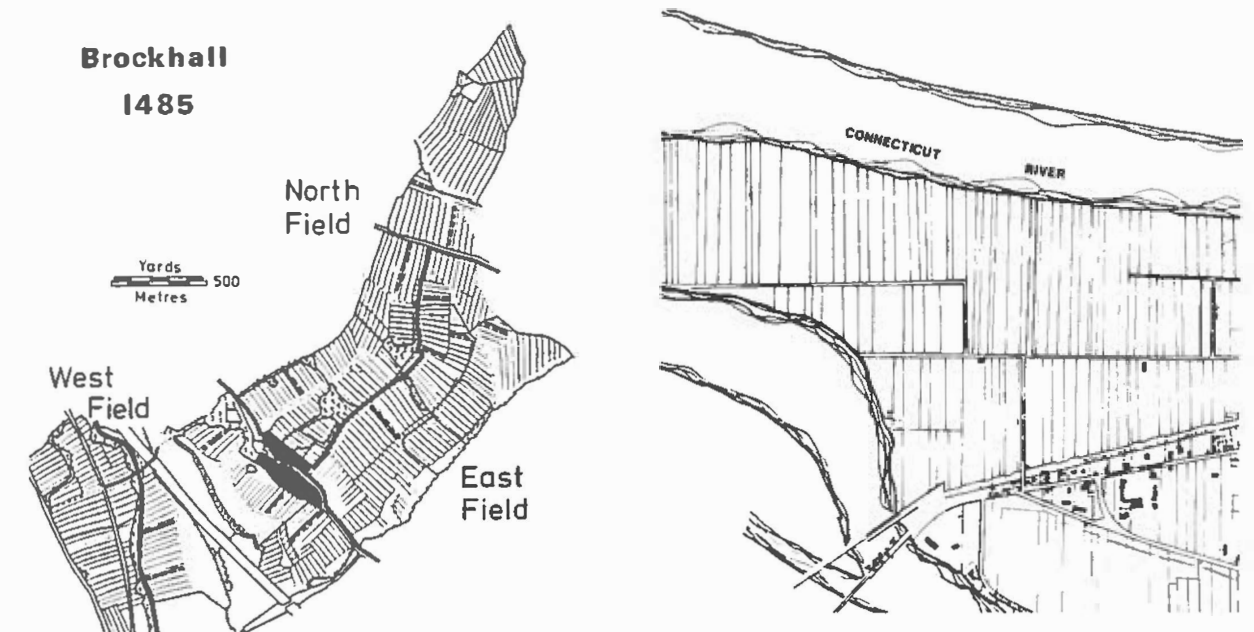 Brockhall
1485
North
Field
Yards
500
Metres
West
Field
East
Field
CONNECTICUT
RIVER